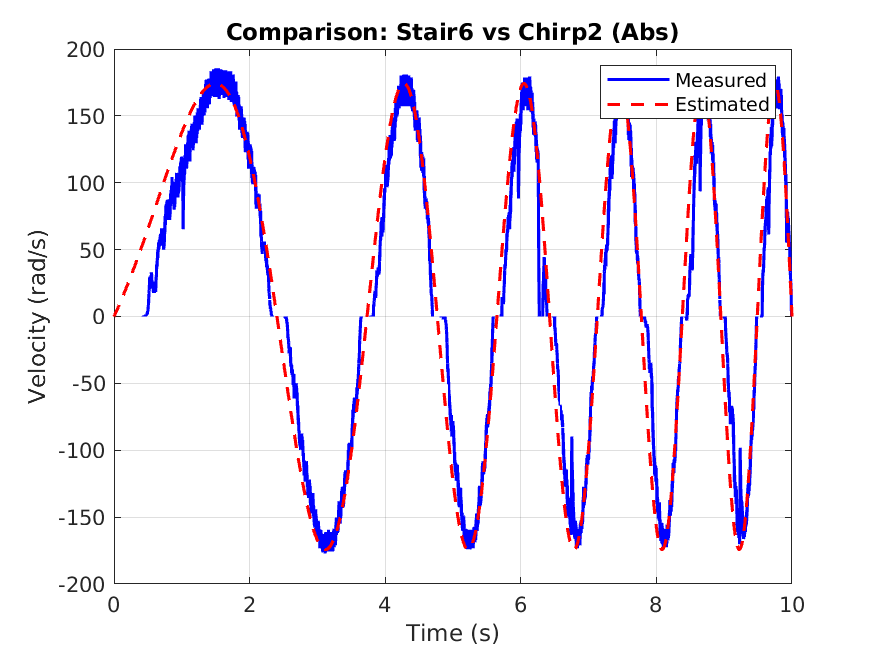 Comparison: Stair6 vs Chirp2 (Abs)
200
150
100
50
0
-50
-100
-150
-200
Velocity (rad/s)
Measured
Estimated
0 2 4 6 8 10
Time (s)